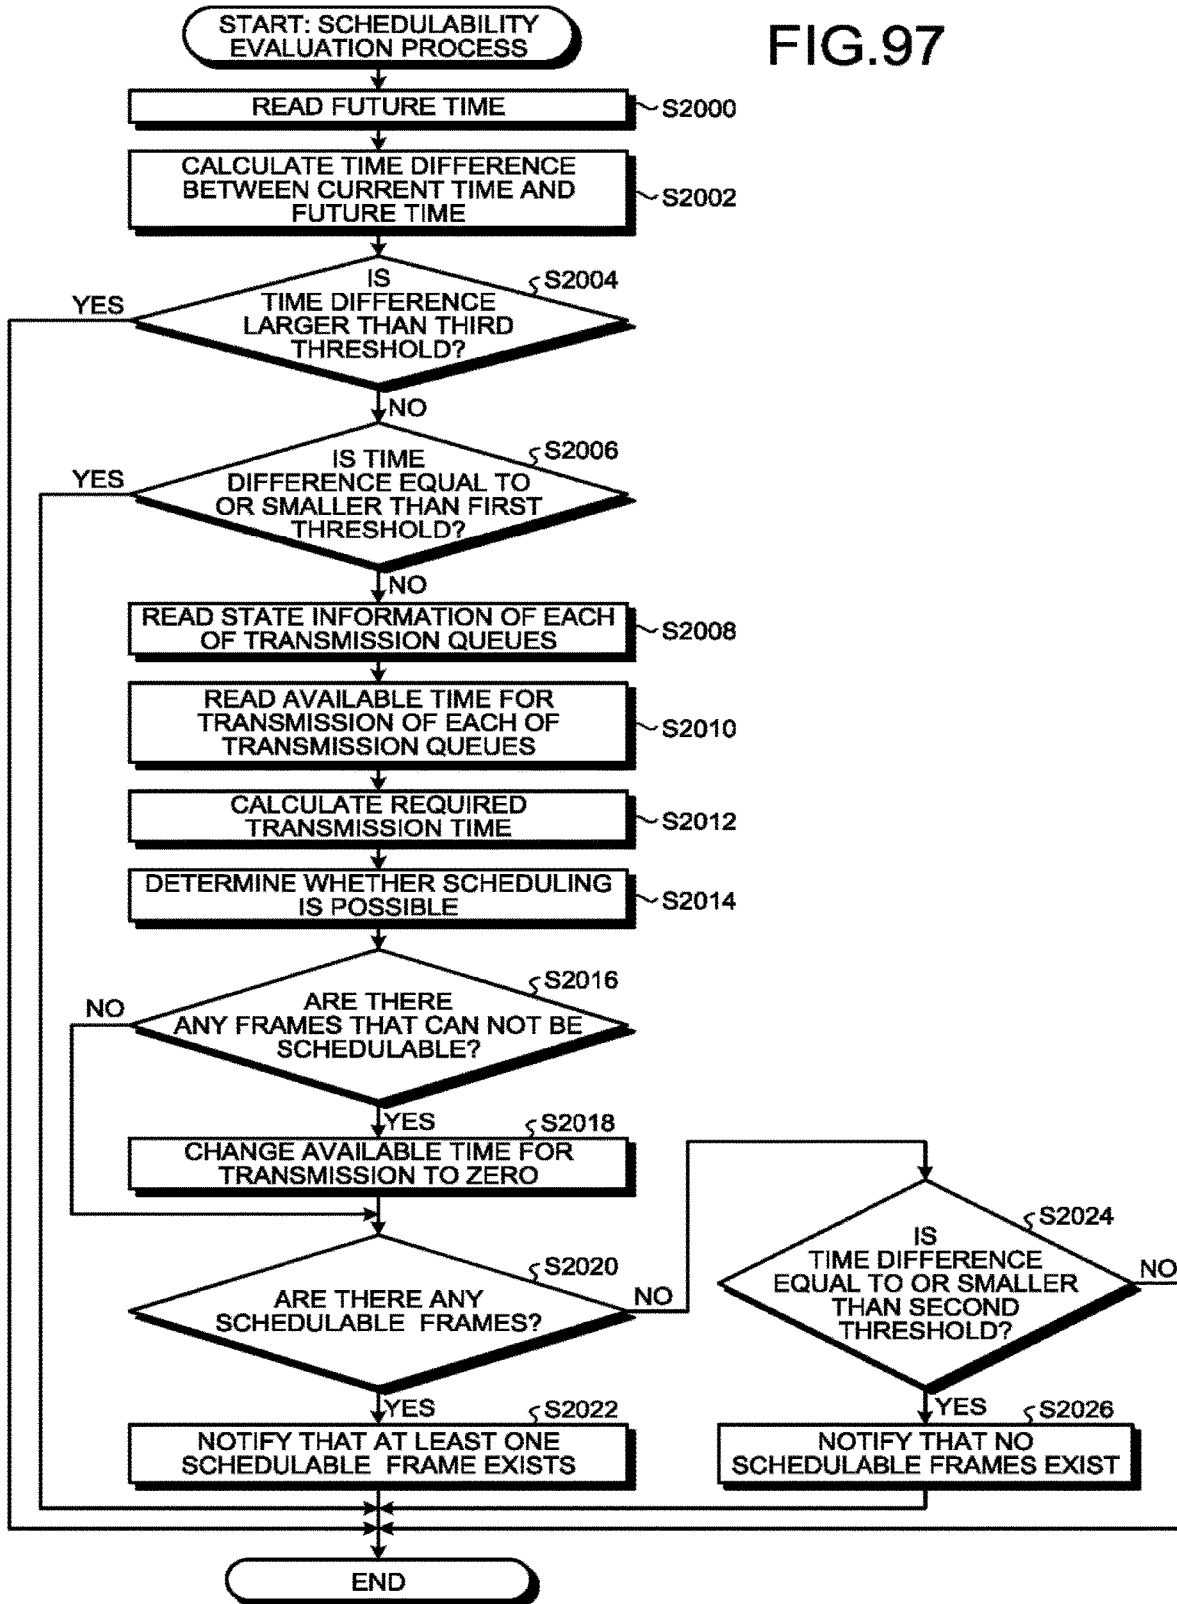 START: SCHEDULABILITY
EVALUATION PROCESS
FIG.97
READ FUTURE TIME
S2000
CALCULATE TIME DIFFERENCE
BETWEEN CURRENT TIME AND
FUTURE TIME
S2002
S2004
YES
IS
TIME DIFFERENCE
LARGER THAN THIRD
THRESHOLD?
NO
S2006
YES
IS TIME
DIFFERENCE EQUAL TO
OR SMALLER THAN FIRST
THRESHOLD?
NO
READ STATE INFORMATION OF EACH
OF TRANSMISSION QUEUES
S2008
READ AVAILABLE TIME FOR
TRANSMISSION OF EACH OF
TRANSMISSION QUEUES
S2010
CALCULATE REQUIRED
TRANSMISSION TIME
S2012
DETERMINE WHETHER SCHEDULING
IS POSSIBLE
S2014
S2016
NO
ARE THERE
ANY FRAMES THAT CAN NOT BE
SCHEDULABLE?
YES
S2018
CHANGE AVAILABLE TIME FOR
TRANSMISSION TO ZERO
S2020
ARE THERE ANY
SCHEDULABLE FRAMES?
NO
S2024
IS
TIME DIFFERENCE
EQUAL TO OR SMALLER
THAN SECOND
THRESHOLD?
NO
YES
S2022
NOTIFY THAT AT LEAST ONE
SCHEDULABLE FRAME EXISTS
YES
S2026
NOTIFY THAT NO
SCHEDULABLE FRAMES EXIST
END